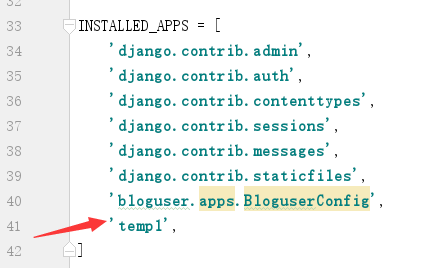 33 INSTALLED_APPS = [
34 'django.contrib.admin',
35 'django.contrib.auth',
36 'django.contrib.contenttypes',
37 'django.contrib.sessions',
38 'django.contrib.messages',
39 'django.contrib.staticfiles',
40 'bloguser.apps.BloguserConfig',
41 'temp1',
42 ]